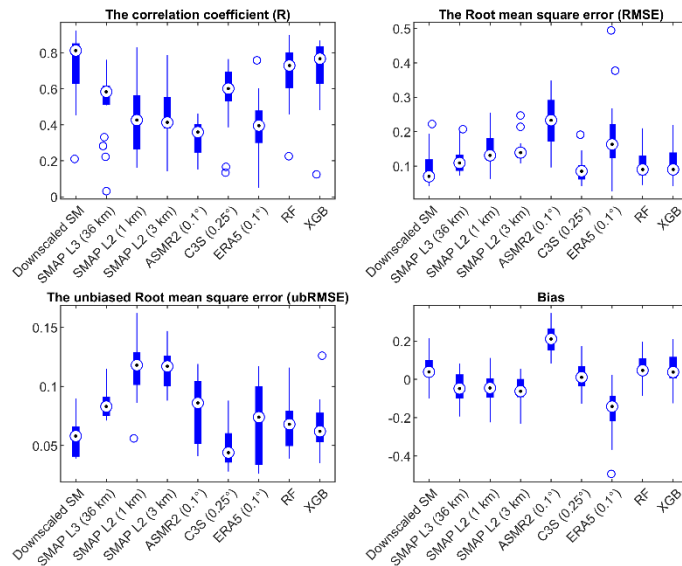 The correlation coefficient (R)
0.8
0.6
0.4
0.2
0
Downscaled SM
SMAP L3 (36 km)
SMAP L2 (1 km)
SMAP L2 (3 km)
ASMR2 (0.1°)
C3S (0.25°)
ERA5 (0.1°)
RF
XGB
The Root mean square error (RMSE)
0.5
0.4
0.3
0.2
0.1
Downscaled SM
SMAP L3 (36 km)
SMAP L2 (1 km)
SMAP L2 (3 km)
ASMR2 (0.1°)
C3S (0.25°)
ERA5 (0.1°)
RF
XGB
The unbiased Root mean square error (ubRMSE)
0.15
0.1
0.05
Downscaled SM
SMAP L3 (36 km)
SMAP L2 (1 km)
SMAP L2 (3 km)
ASMR2 (0.1°)
C3S (0.25°)
ERA5 (0.1°)
RF
XGB
Bias
0.2
0
-0.2
-0.4
Downscaled SM
SMAP L3 (36 km)
SMAP L2 (1 km)
SMAP L2 (3 km)
ASMR2 (0.1°)
C3S (0.25°)
ERA5 (0.1°)
RF
XGB